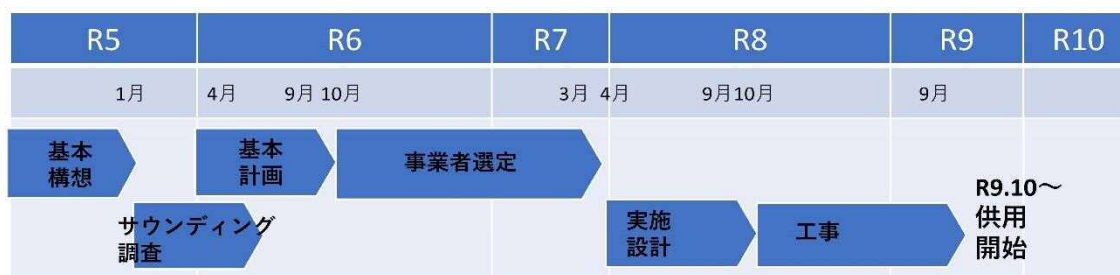 R5 R6 R7 R8 R9 R10
1月 4月 9月 10月 3月 4月 9月10月 9月
基本
構想
基本
計画
事業者選定
サウンディング
調査
実施
設計
工事
R9.10～
供用
開始